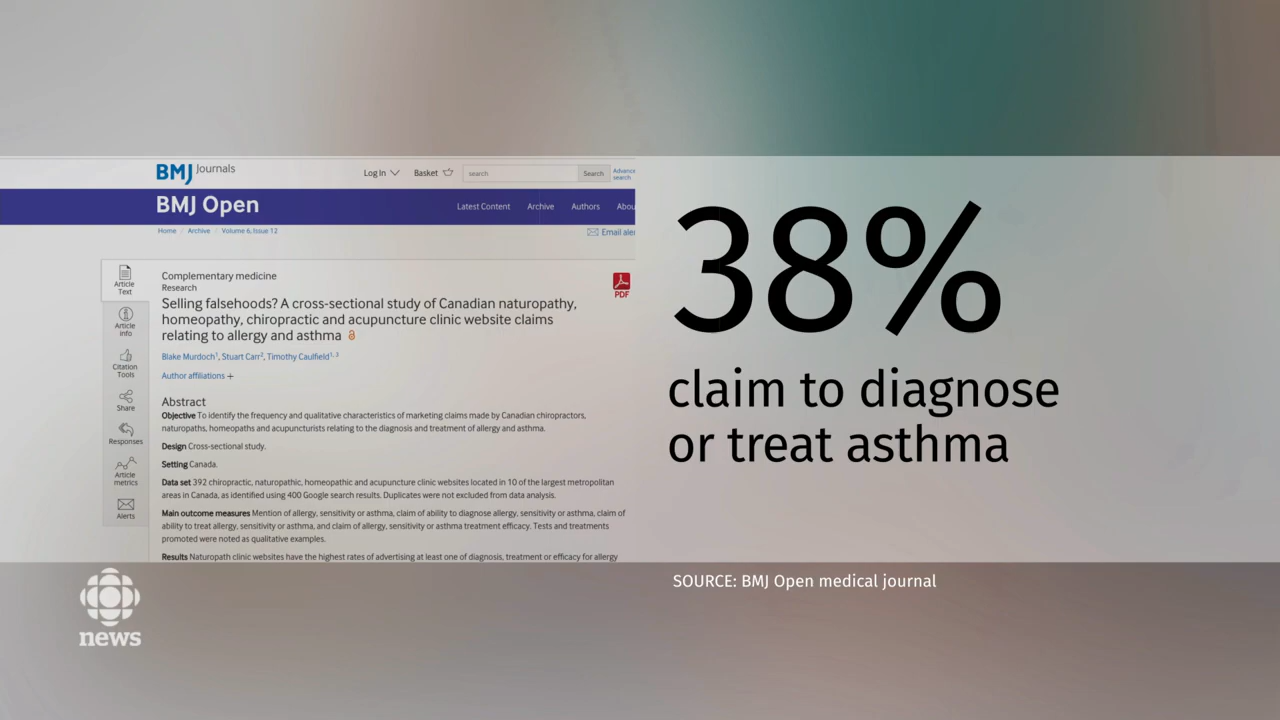 BMJ Journals
Log In
Basket
search
Search
Advance
search
BMJ Open
Latest Content
Archive
Authors
Abou
Home / Archive / Volume 6, Issue 12
Email aler
Article
Text
Article
info
Citation
Tools
Share
Responses
Article
metrics
Alerts
Complementary medicine
Research
PDF
Selling falsehoods? A cross-sectional study of Canadian naturopathy,
homeopathy, chiropractic and acupuncture clinic website claims
relating to allergy and asthma
Blake Murdoch1, Stuart Carr2, Timothy Caulfield1, 3
Author affiliations +
Abstract
Objective To identify the frequency and qualitative characteristics of marketing claims made by Canadian chiropractors,
naturopaths, homeopaths and acupuncturists relating to the diagnosis and treatment of allergy and asthma.
Design Cross-sectional study.
Setting Canada.
Data set 392 chiropractic, naturopathic, homeopathic and acupuncture clinic websites located in 10 of the largest metropolitan
areas in Canada, as identified using 400 Google search results. Duplicates were not excluded from data analysis.
Main outcome measures Mention of allergy, sensitivity or asthma, claim of ability to diagnose allergy, sensitivity or asthma, claim of
ability to treat allergy, sensitivity or asthma, and claim of allergy, sensitivity or asthma treatment efficacy. Tests and treatments
promoted were noted as qualitative examples.
Results Naturopath clinic websites have the highest rates of advertising at least one of diagnosis, treatment or efficacy for allergy
38%
claim to diagnose
or treat asthma
SOURCE: BMJ Open medical journal
news